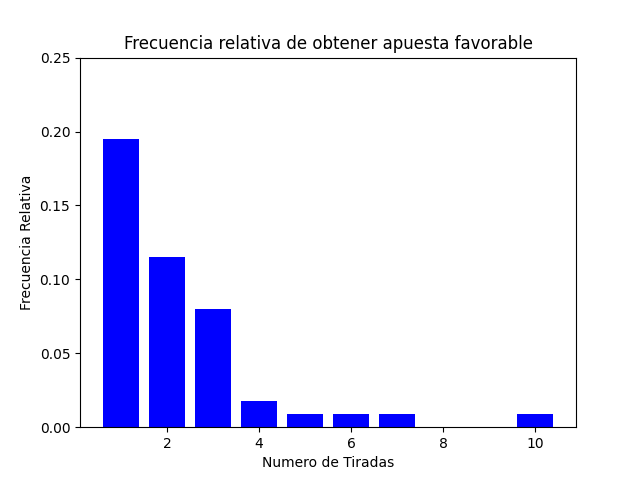 Frecuencia relativa de obtener apuesta favorable
0.25
0.20
0.15
0.10
0.05
0.00
Frecuencia Relativa
2 4 6 8 10
Numero de Tiradas